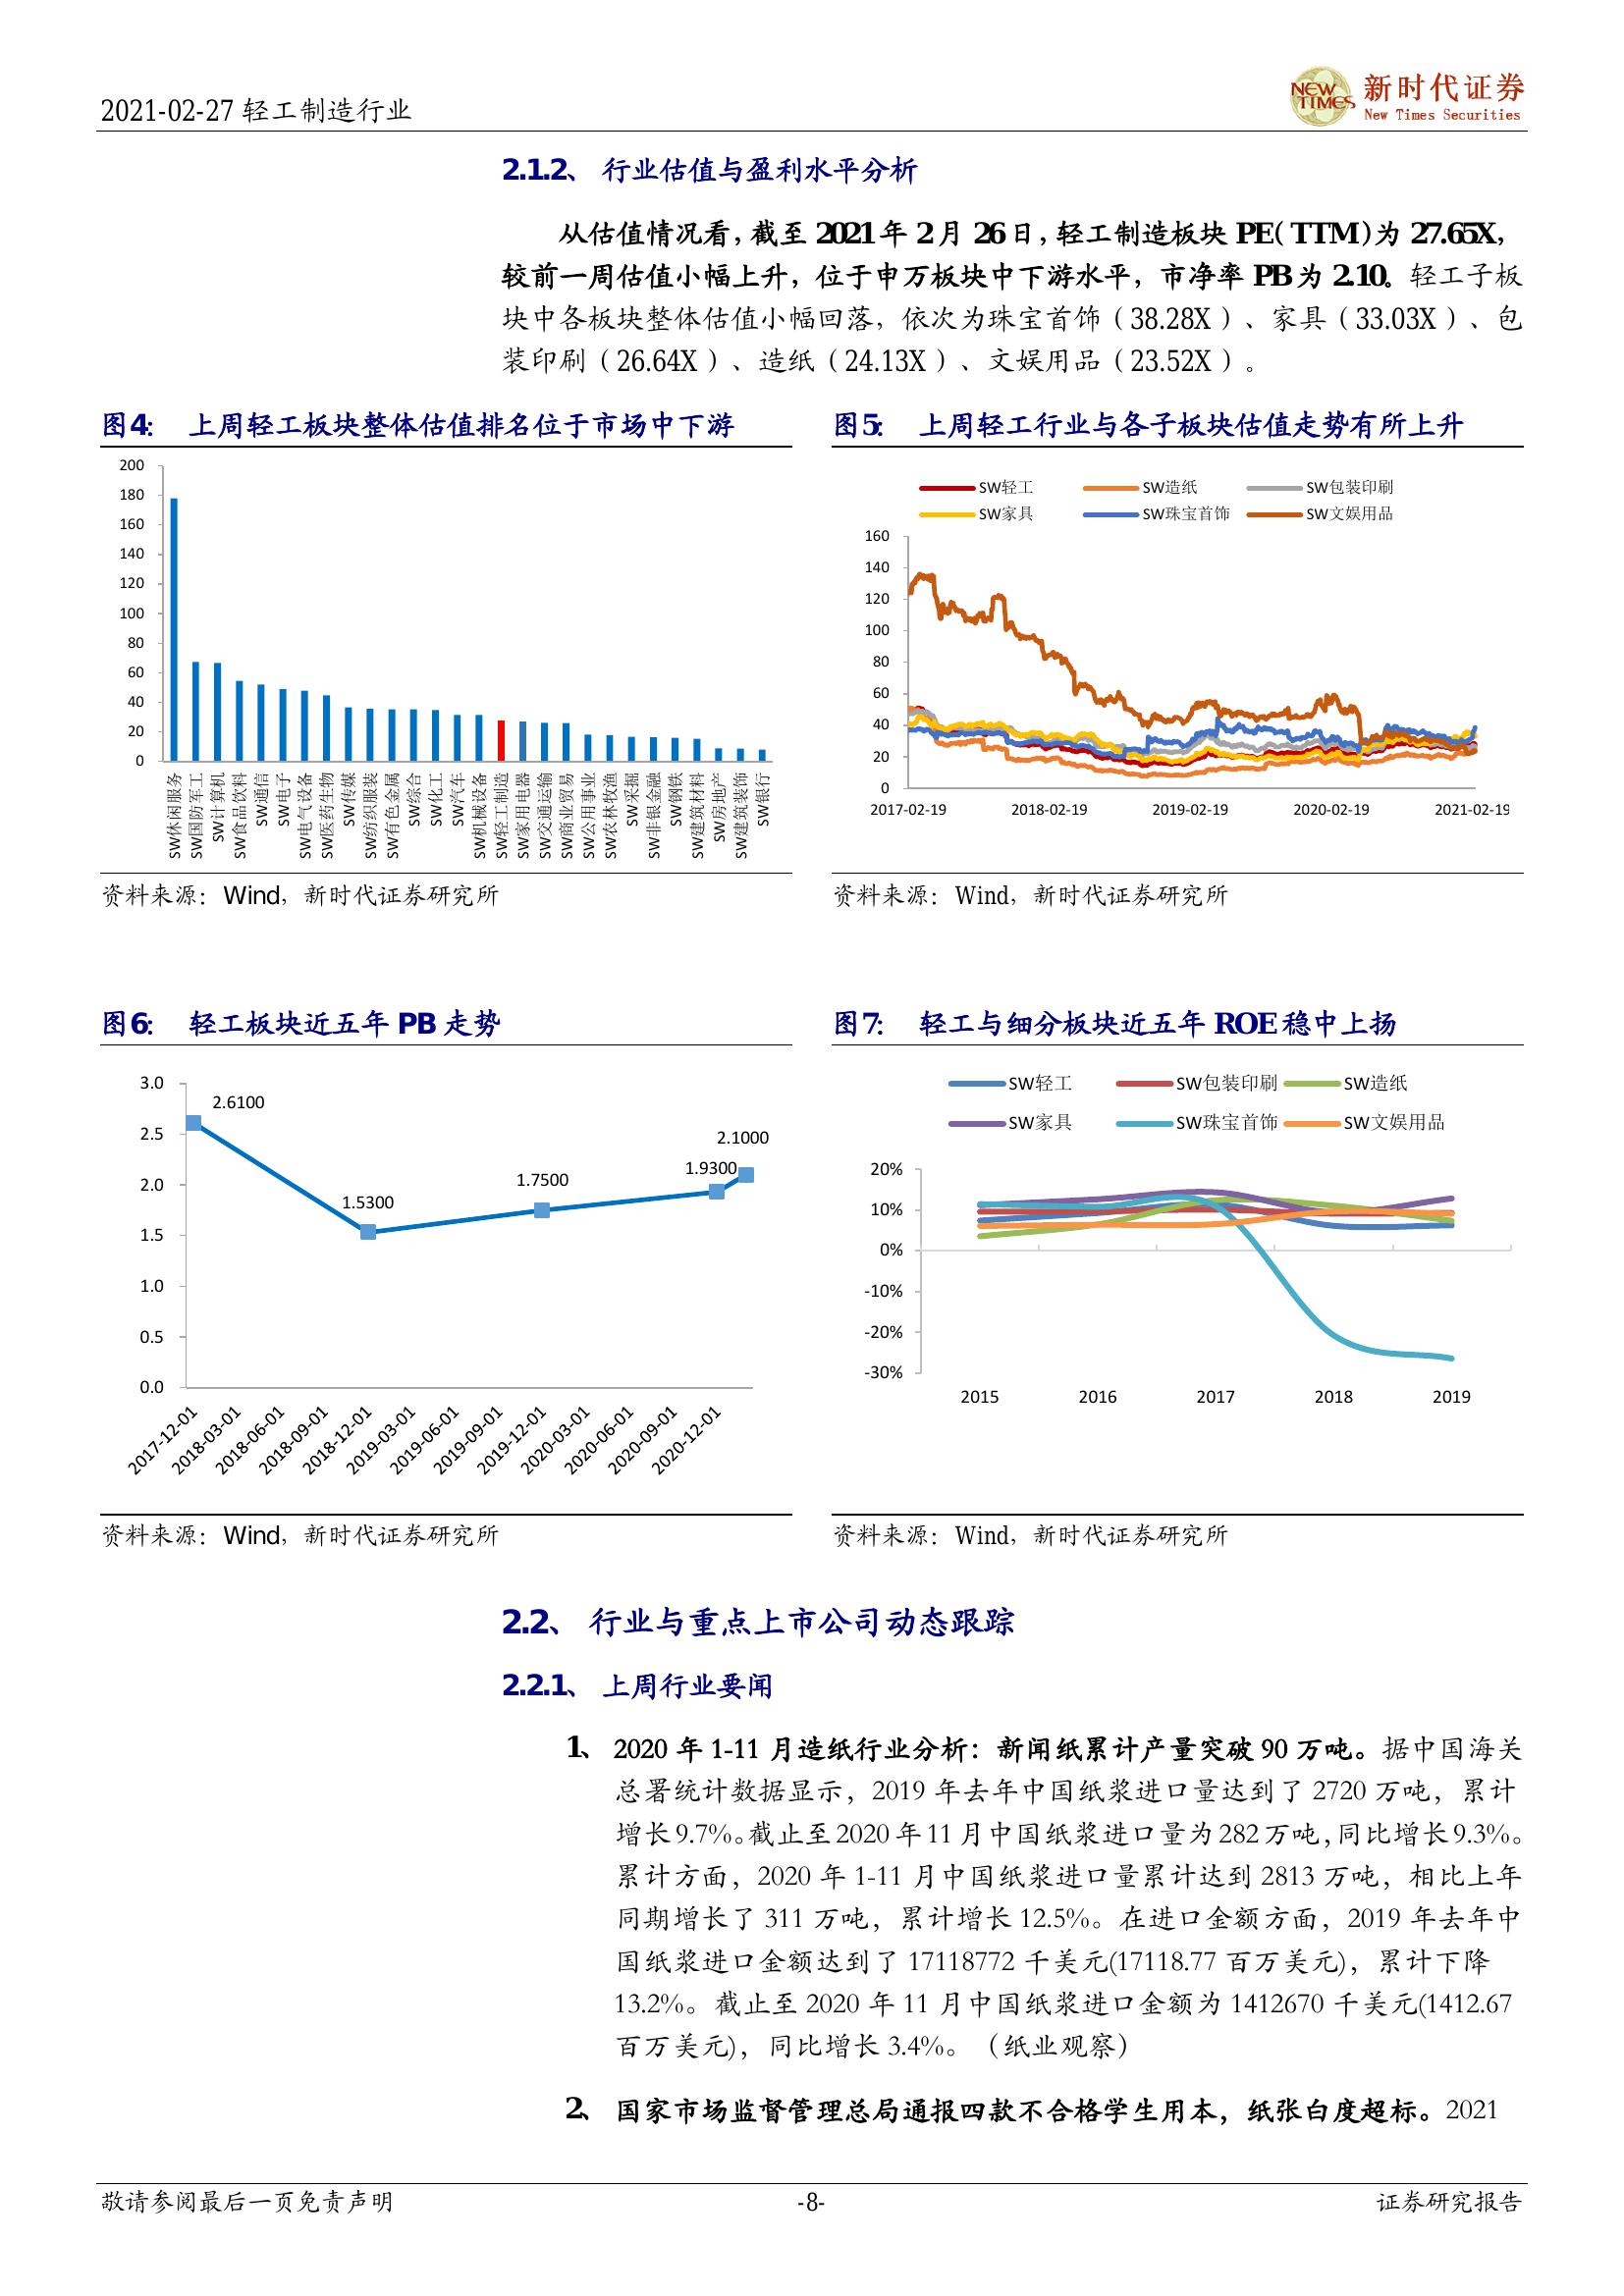 2021-02-27 轻工制造行业
NEW TIMES 新时代证券
New Times Securities
2.1.2、 行业估值与盈利水平分析
从估值情况看，截至 2021 年 2 月 26 日，轻工制造板块 PE（TTM）为 27.65X，
较前一周估值小幅上升，位于申万板块中下游水平，市净率 PB 为 2.10。轻工子板
块中各板块整体估值小幅回落，依次为珠宝首饰（38.28X）、家具（33.03X）、包
装印刷（26.64X）、造纸（24.13X）、文娱用品（23.52X）。
图4： 上周轻工板块整体估值排名位于市场中下游
200
180
160
140
120
100
80
60
40
20
0
SW休闲服务
SW国防军工
SW计算机
SW食品饮料
SW通信
SW电子
SW电气设备
SW医药生物
SW传媒
SW纺织服装
SW有色金属
SW综合
SW化工
SW汽车
SW机械设备
SW轻工制造
SW家用电器
SW交通运输
SW商业贸易
SW公用事业
SW农林牧渔
SW采掘
SW非银金融
SW钢铁
SW建筑材料
SW房地产
SW建筑装饰
SW银行
资料来源：Wind，新时代证券研究所
图5： 上周轻工行业与各子板块估值走势有所上升
SW轻工 SW造纸 SW包装印刷
SW家具 SW珠宝首饰 SW文娱用品
160
140
120
100
80
60
40
20
0
2017-02-19 2018-02-19 2019-02-19 2020-02-19 2021-02-19
资料来源：Wind，新时代证券研究所
图6： 轻工板块近五年 PB 走势
3.0
2.5
2.0
1.5
1.0
0.5
0.0
2.6100
1.5300
1.7500
1.9300
2.1000
2017-12-01
2018-03-01
2018-06-01
2018-09-01
2018-12-01
2019-03-01
2019-06-01
2019-09-01
2019-12-01
2020-03-01
2020-06-01
2020-09-01
2020-12-01
资料来源：Wind，新时代证券研究所
图7： 轻工与细分板块近五年 ROE 稳中上扬
SW轻工 SW包装印刷 SW造纸
SW家具 SW珠宝首饰 SW文娱用品
20%
10%
0%
-10%
-20%
-30%
2015 2016 2017 2018 2019
资料来源：Wind，新时代证券研究所
2.2、 行业与重点上市公司动态跟踪
2.2.1、 上周行业要闻
1、 2020 年 1-11 月造纸行业分析：新闻纸累计产量突破 90 万吨。据中国海关
总署统计数据显示，2019 年去年中国纸浆进口量达到了 2720 万吨，累计
增长 9.7%。截止至 2020 年 11 月中国纸浆进口量为 282 万吨，同比增长 9.3%。
累计方面，2020 年 1-11 月中国纸浆进口量累计达到 2813 万吨，相比上年
同期增长了 311 万吨，累计增长 12.5%。在进口金额方面，2019 年去年中
国纸浆进口金额达到了 17118772 千美元(17118.77 百万美元)，累计下降
13.2%。截止至 2020 年 11 月中国纸浆进口金额为 1412670 千美元(1412.67
百万美元)，同比增长 3.4%。（纸业观察）
2、 国家市场监督管理总局通报四款不合格学生用本，纸张白度超标。2021
敬请参阅最后一页免责声明 -8- 证券研究报告